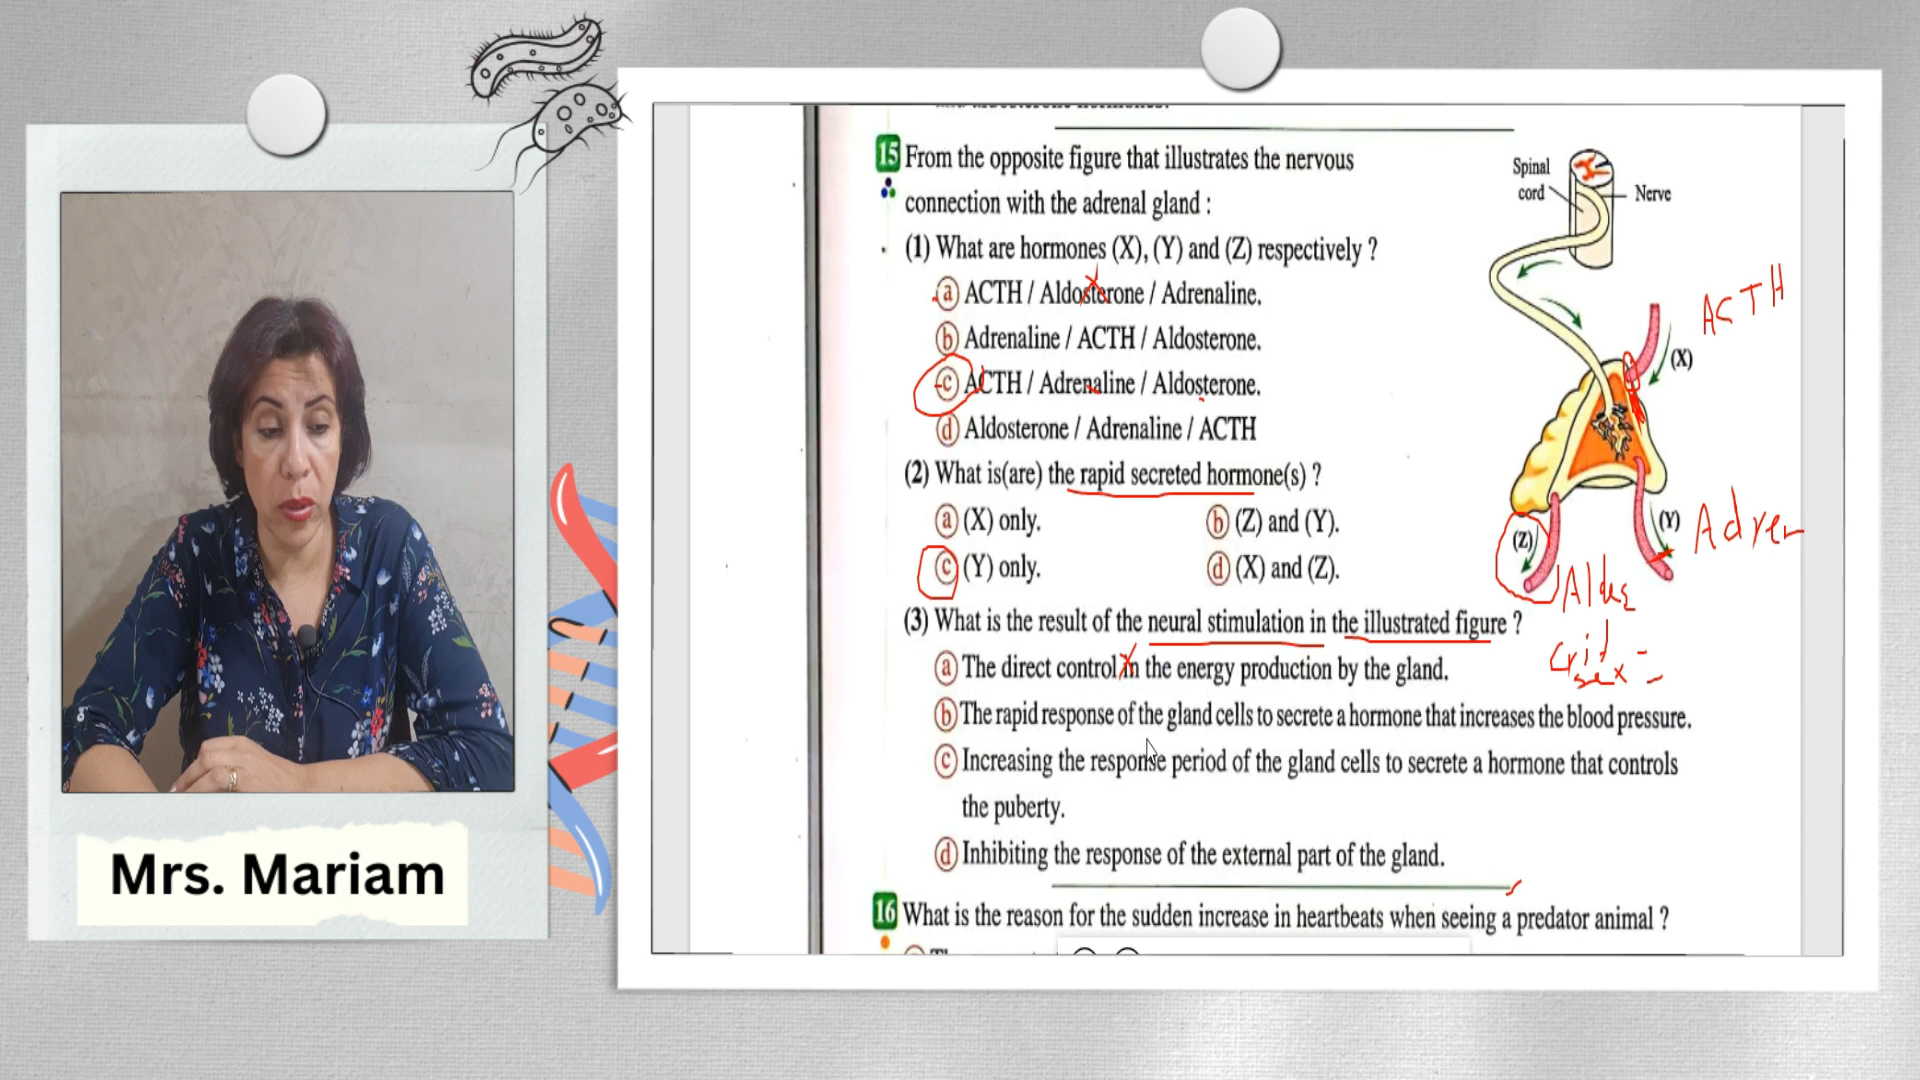 15 From the opposite figure that illustrates the nervous
connection with the adrenal gland :
(1) What are hormones (X), (Y) and (Z) respectively ?
a ACTH / Aldosterone / Adrenaline.
b Adrenaline / ACTH / Aldosterone.
c ACTH / Adrenaline / Aldosterone.
d Aldosterone / Adrenaline / ACTH
(2) What is(are) the rapid secreted hormone(s) ?
a (X) only.
b (Z) and (Y).
c (Y) only.
d (X) and (Z).
(3) What is the result of the neural stimulation in the illustrated figure ?
a The direct control in the energy production by the gland.
b The rapid response of the gland cells to secrete a hormone that increases the blood pressure.
c Increasing the response period of the gland cells to secrete a hormone that controls
the puberty.
d Inhibiting the response of the external part of the gland.
16 What is the reason for the sudden increase in heartbeats when seeing a predator animal ?
Spinal
cord
Nerve
(X)
ACTH
(Y)
Adren
(Z)
sex
Mrs. Mariam